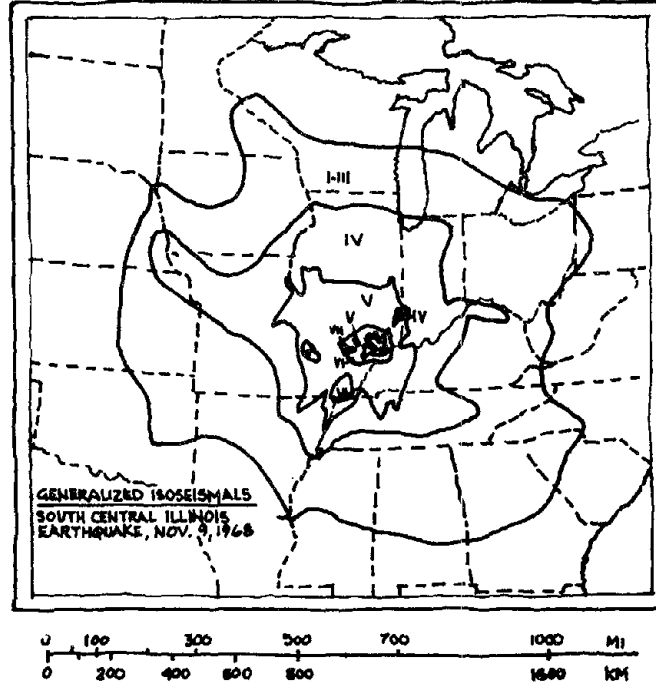 I-III
IV
V
V
IV
VI
VI
GENERALIZED ISOSEISMALS
SOUTH CENTRAL ILLINOIS
EARTHQUAKE, NOV. 9, 1968
0 100 300 500 700 1000 MI
0 200 400 600 800 1600 KM